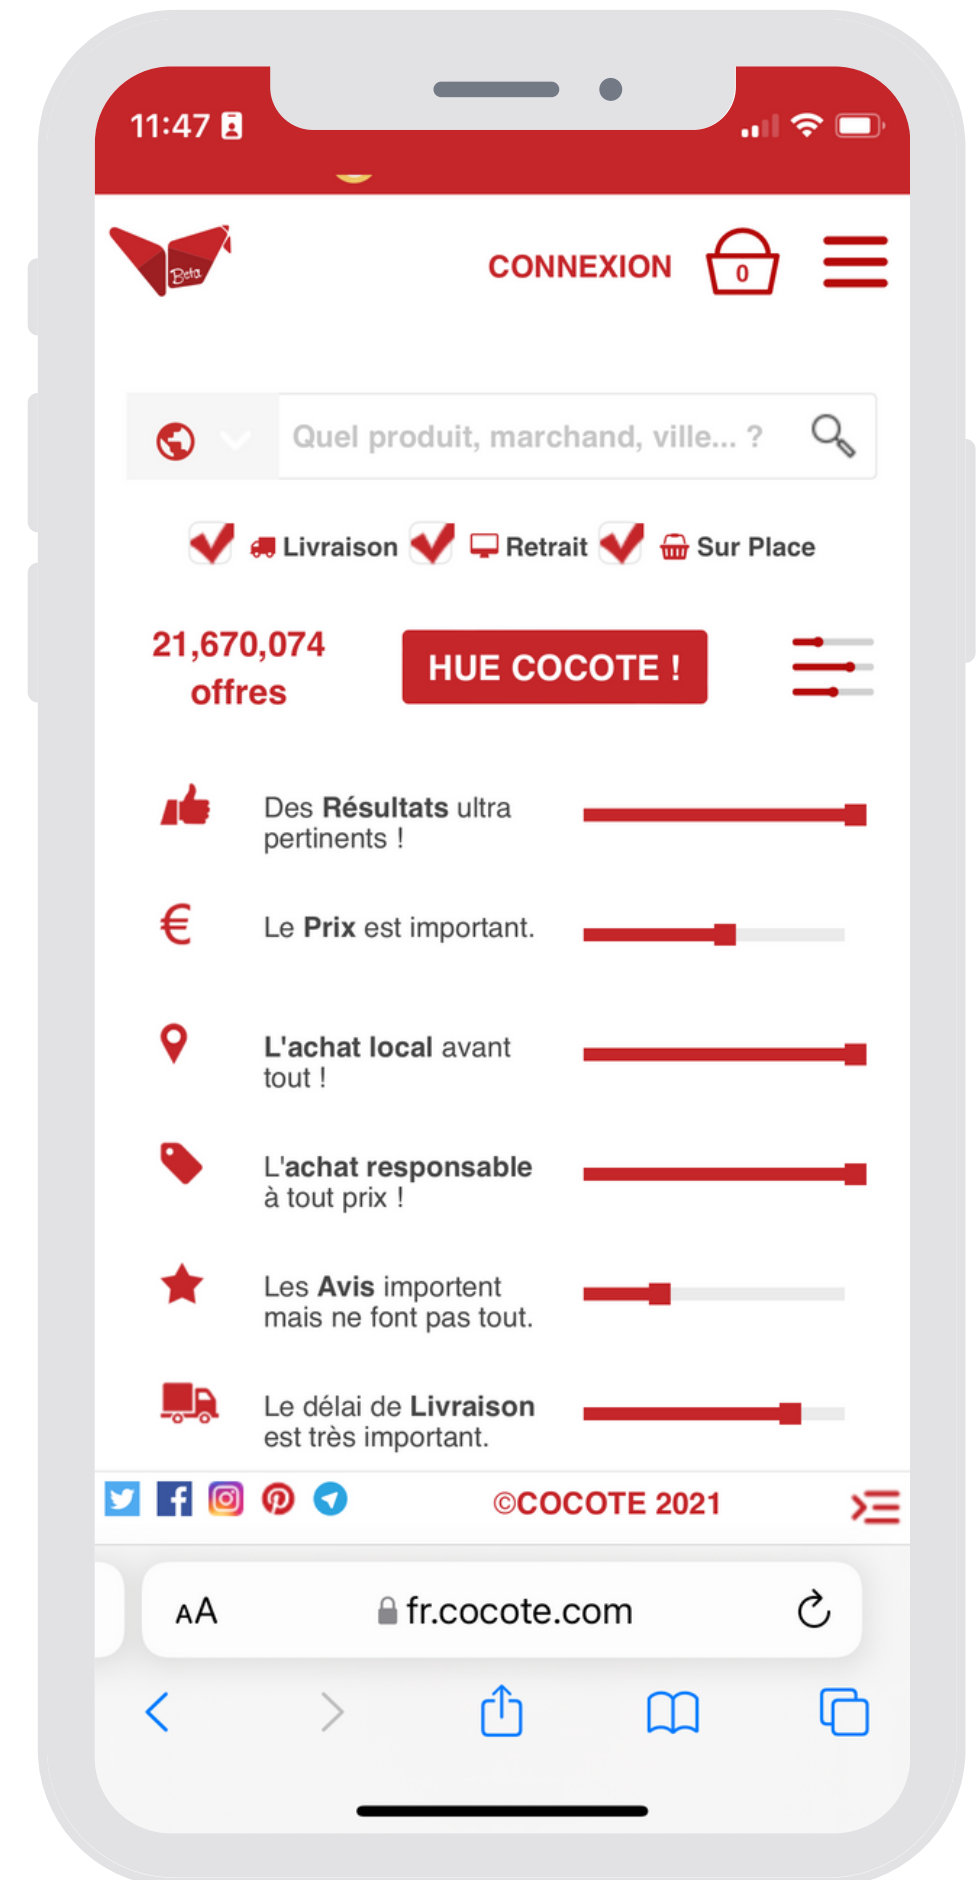 11:47
Beta
CONNEXION
0
Quel produit, marchand, ville... ?
Livraison
Retrait
Sur Place
21,670,074
offres
HUE COCOTE !
Des Résultats ultra
pertinents !
€
Le Prix est important.
L'achat local avant
tout !
L'achat responsable
à tout prix !
Les Avis importent
mais ne font pas tout.
Le délai de Livraison
est très important.
©COCOTE 2021
AA
fr.cocote.com